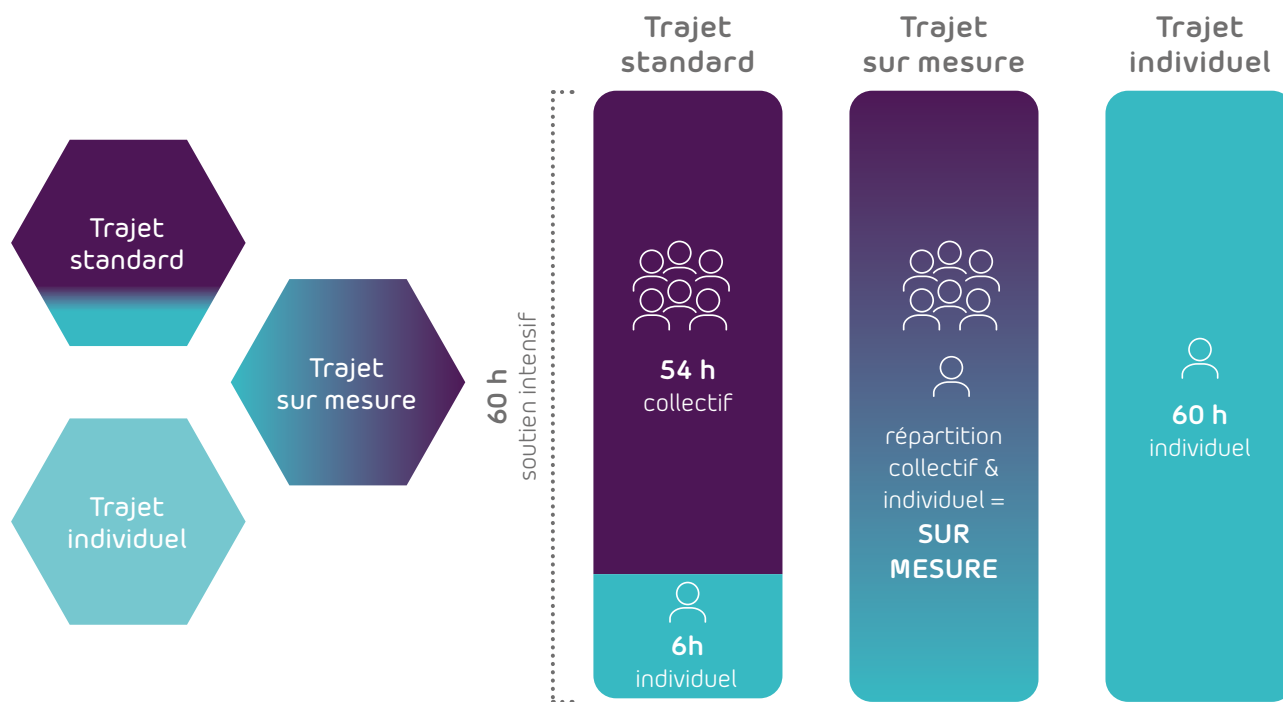 Trajet
standard
Trajet
sur mesure
Trajet
individuel
60 h
soutien intensif
Trajet
standard
54 h
collectif
6h
individuel
Trajet
sur mesure
répartition
collectif &
individuel =
SUR
MESURE
Trajet
individuel
60 h
individuel